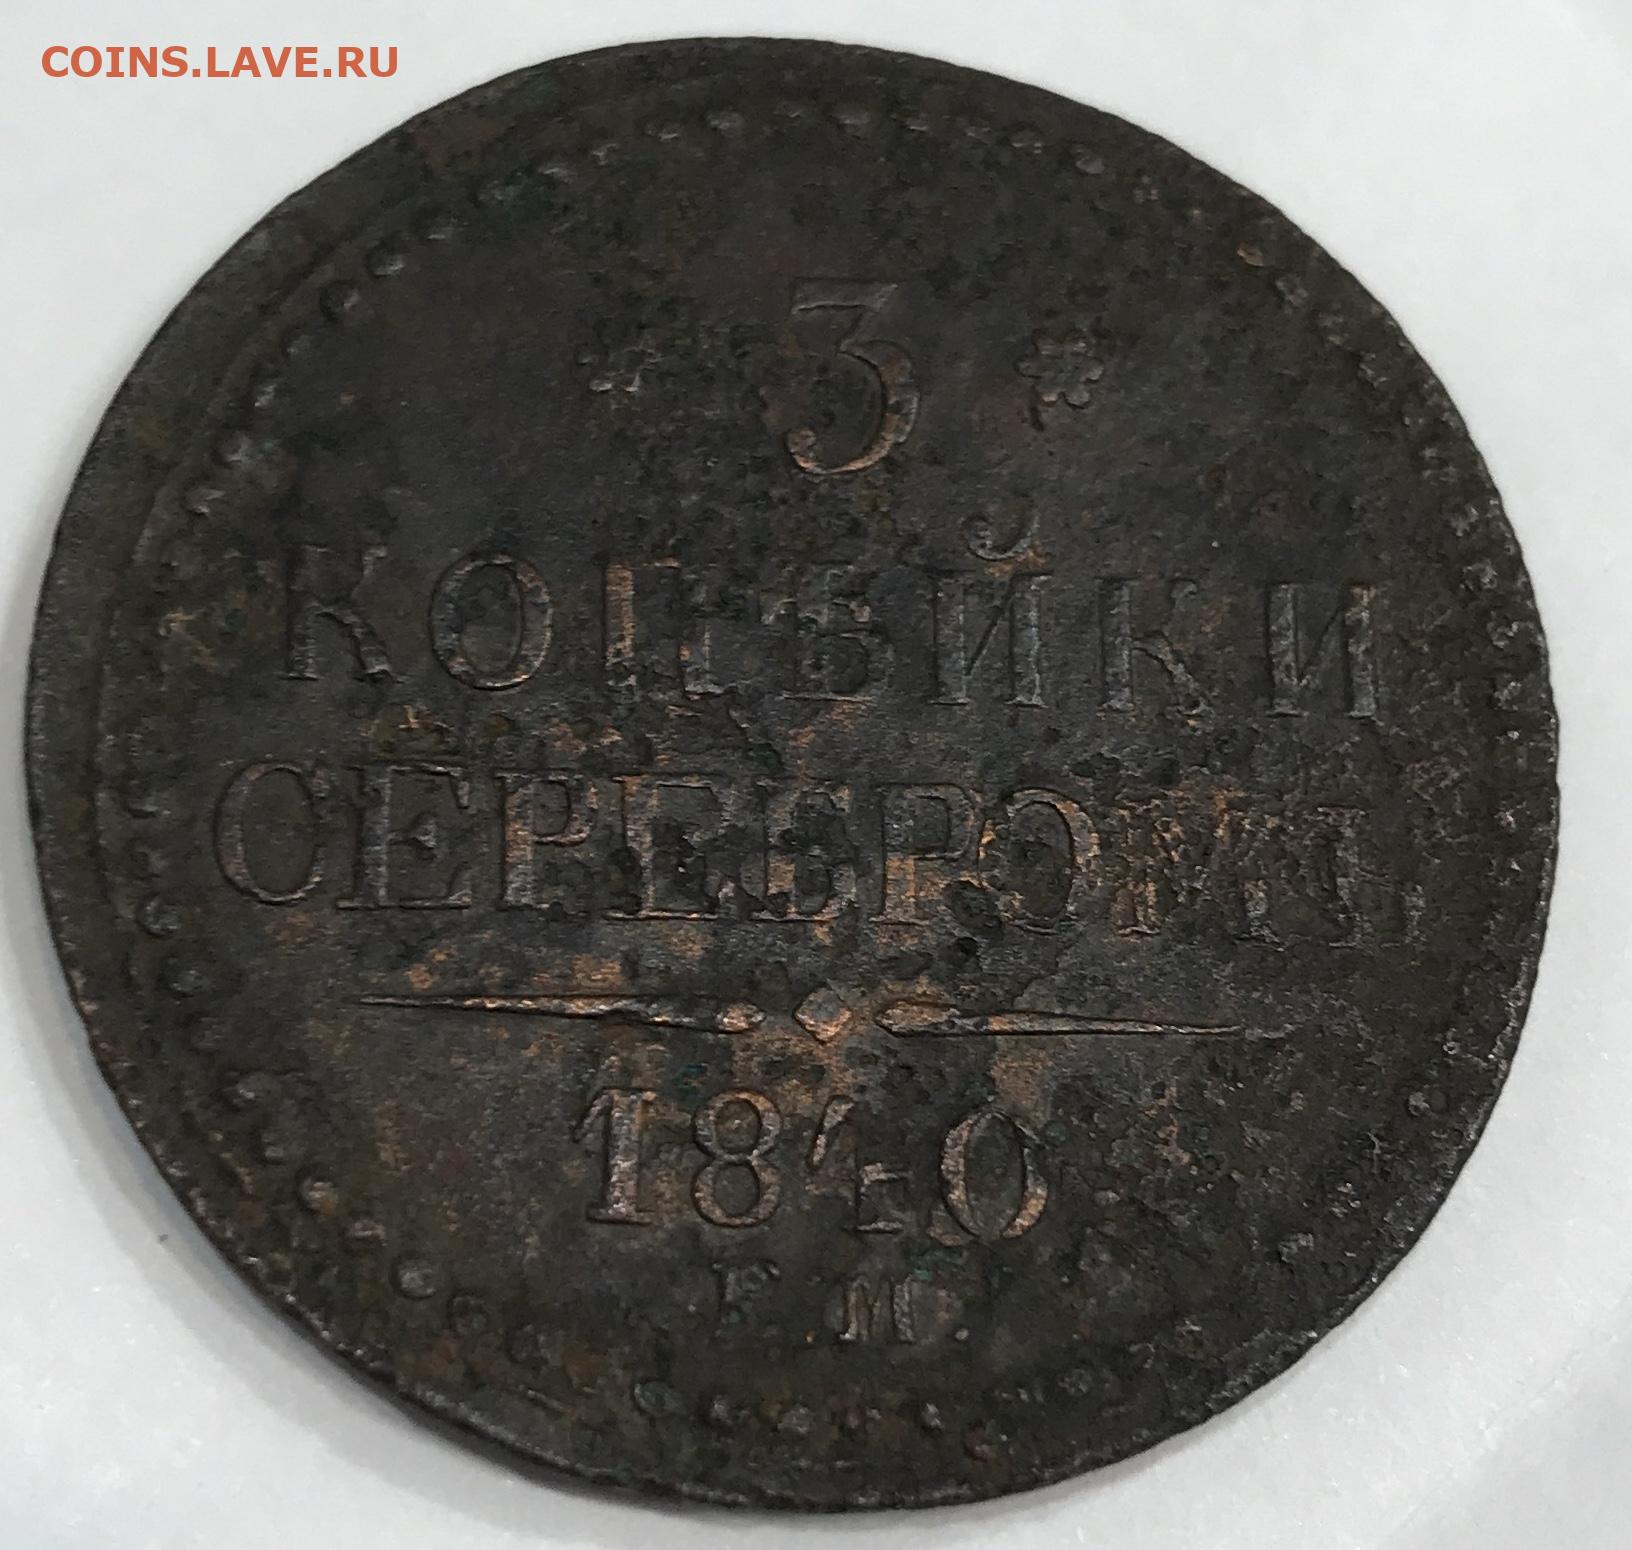 COINS.LAVE.RU
3
КОПѢЙКИ
СЕРЕБРОМЪ.
1840
Е М